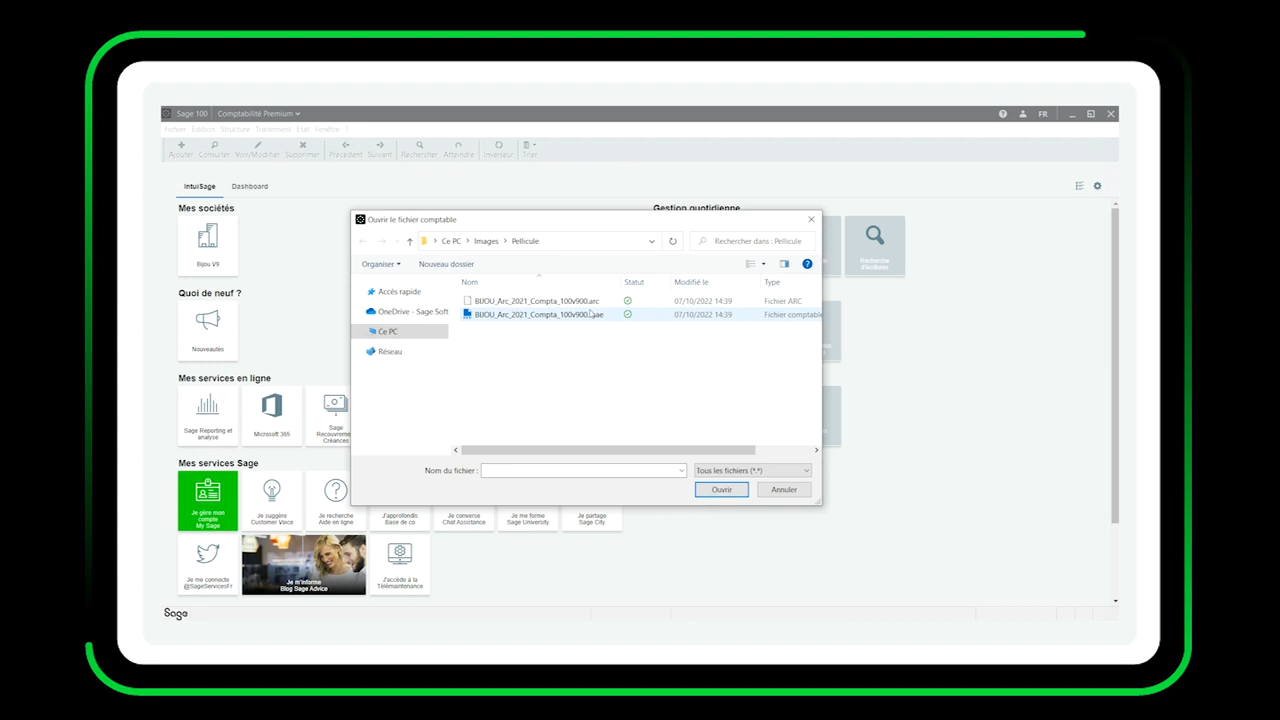 Sage 100 Comptabilité Premium FR
Fichier Edition Structure Traitement Etat Fenêtre ?
Ajouter Consulter Voir/Modifier Supprimer Précédent Suivant Rechercher Atteindre Inverseur Trier
IntuiSage Dashboard
Mes sociétés
Gestion quotidienne
Bijou V9
Recherche
d'écritures
Quoi de neuf ?
Nouveautés
Mes services en ligne
Sage Reporting et
analyse
Microsoft 365
Sage
Recouvreme
Créances
Mes services Sage
Je gère mon
compte
My Sage
Je suggère
Customer Voice
Je recherche
Aide en ligne
J'approfondis
Base de co
Je converse
Chat Assistance
Je me forme
Sage University
Je partage
Sage City
Je me connecte
@SageServicesFr
Je m'informe
Blog Sage Advice
J'accède à la
Télémaintenance
Sage
Ouvrir le fichier comptable
Ce PC > Images > Pellicule
Rechercher dans : Pellicule
Organiser Nouveau dossier
Nom Statut Modifié le Type
Accès rapide
OneDrive - Sage Soft
Ce PC
Réseau
BIJOU_Arc_2021_Compta_100v900.arc 07/10/2022 14:39 Fichier ARC
07/10/2022 14:39 Fichier comptable
Nom du fichier : Tous les fichiers (*.*)
Ouvrir Annuler